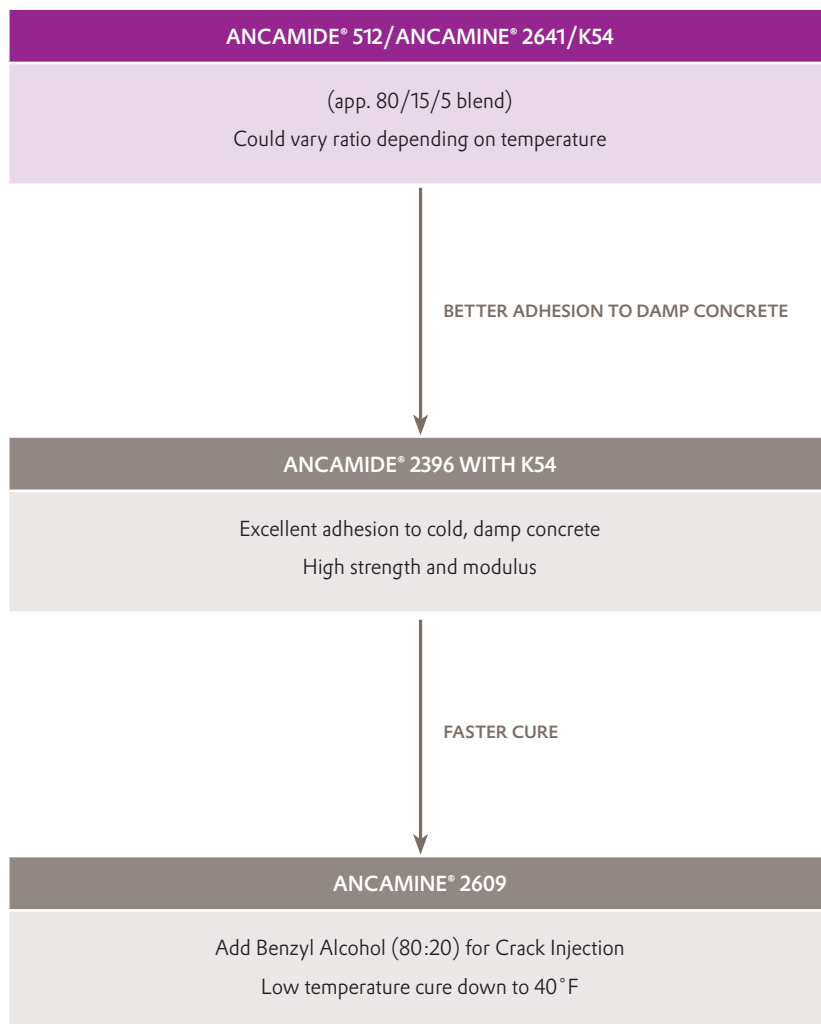 ANCAMIDE® 512/ANCAMINE® 2641/K54
(app. 80/15/5 blend)
Could vary ratio depending on temperature
BETTER ADHESION TO DAMP CONCRETE
ANCAMIDE® 2396 WITH K54
Excellent adhesion to cold, damp concrete
High strength and modulus
FASTER CURE
ANCAMINE® 2609
Add Benzyl Alcohol (80:20) for Crack Injection
Low temperature cure down to 40˚F